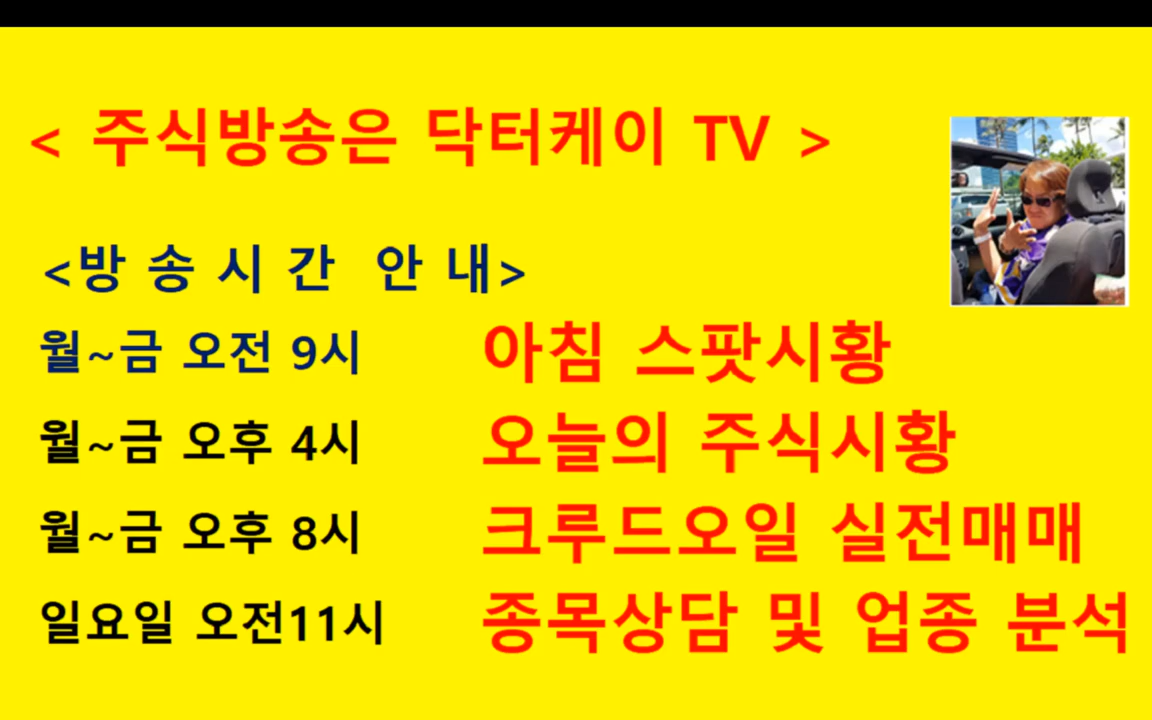 < 주식방송은 닥터케이 TV >
<방 송 시 간 안 내>
월~금 오전 9시 아침 스팟시황
월~금 오후 4시 오늘의 주식시황
월~금 오후 8시 크루드오일 실전매매
일요일 오전11시 종목상담 및 업종 분석